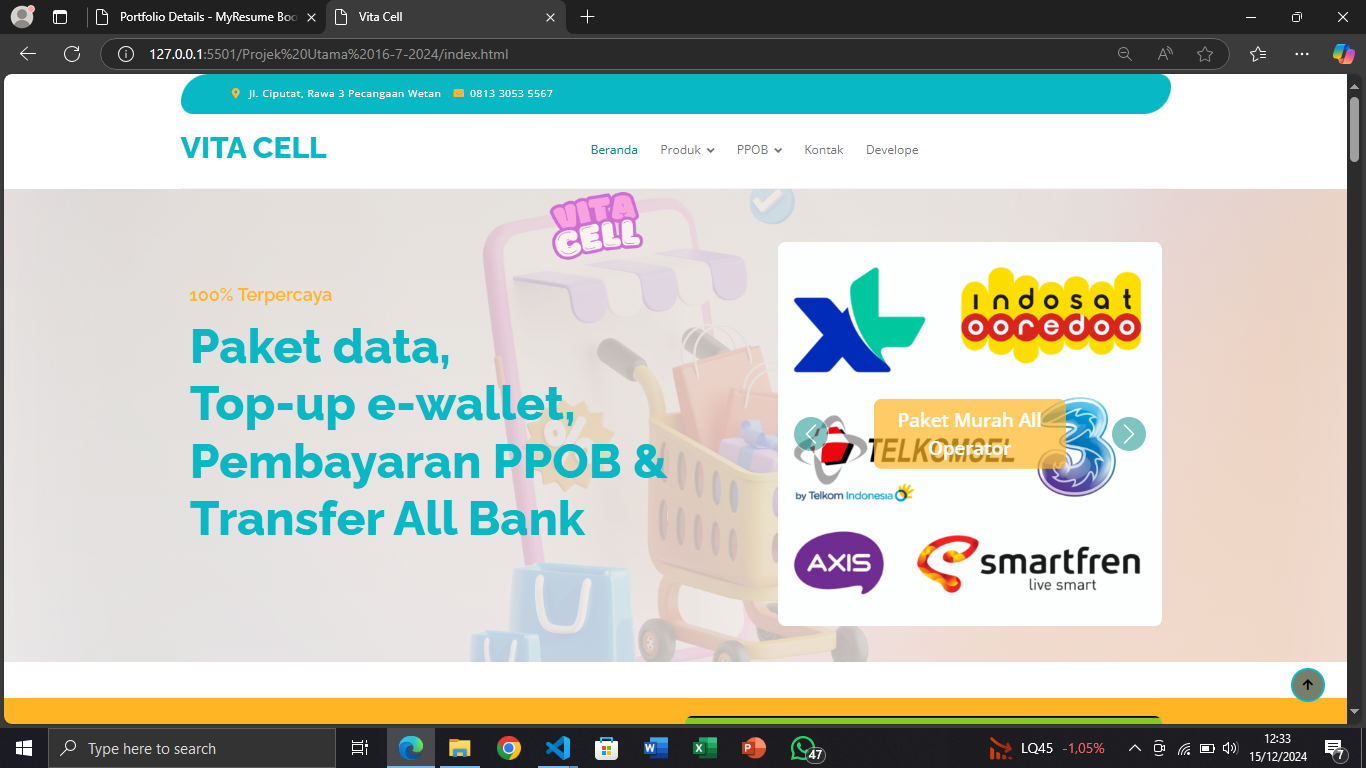 Portfolio Details - MyResume Boo
Vita Cell
127.0.0.1:5501/Projek%20Utama%2016-7-2024/index.html
Jl. Ciputat, Rawa 3 Pecangaan Wetan 0813 3053 5567
VITA CELL
Beranda Produk PPOB Kontak Develope
VITA
CELL
100% Terpercaya
Paket data,
Top-up e-wallet,
Pembayaran PPOB &
Transfer All Bank
%
XL
indosat
ooredoo
Paket Murah All
Operator
TELKOMSEL
by Telkom Indonesia
3
AXIS
smartfren
live smart
Type here to search
47
LQ45 -1,05%
12:33
15/12/2024
7